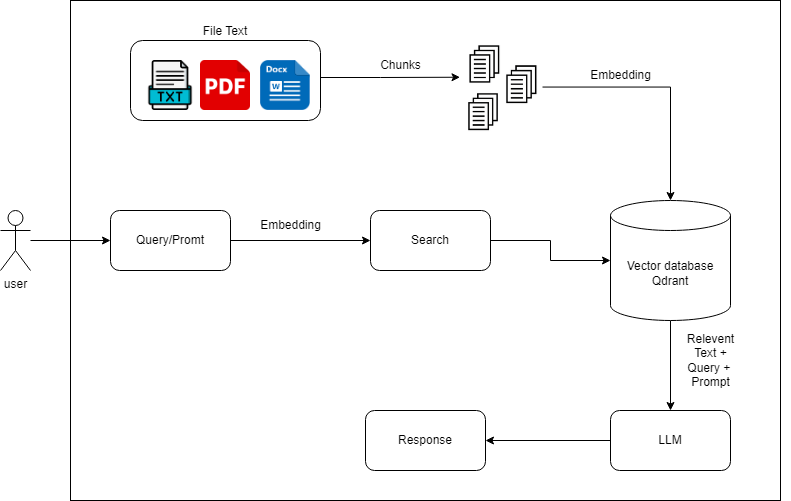 File Text
TXT
PDF
Docx
W
Chunks
Embedding
user
Query/Promt
Embedding
Search
Vector database
Qdrant
Relevent
Text +
Query +
Prompt
Response
LLM